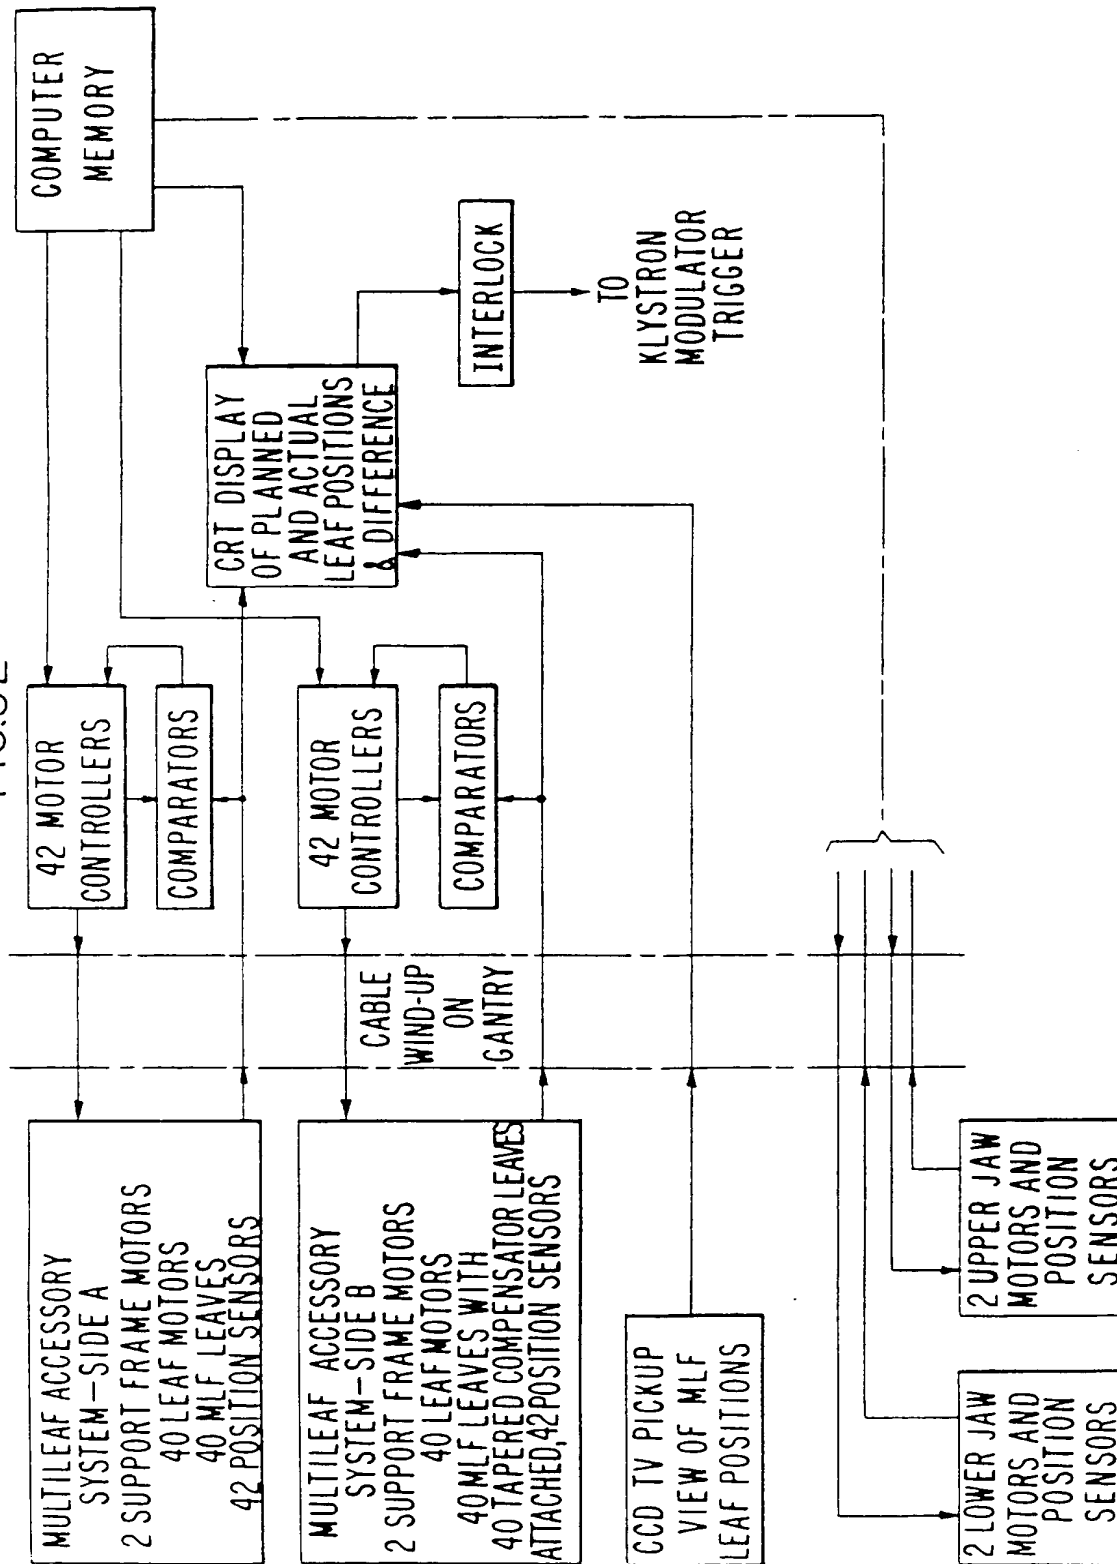 COMPUTER
MEMORY
42 MOTOR
CONTROLLERS
COMPARATORS
42 MOTOR
CONTROLLERS
COMPARATORS
CRT DISPLAY
OF PLANNED
AND ACTUAL
LEAF POSITIONS
& DIFFERENCE
INTERLOCK
TO
KLYSTRON
MODULATOR
TRIGGER
CABLE
WIND-UP
ON
GANTRY
MULTILEAF ACCESSORY
SYSTEM-SIDE A
2 SUPPORT FRAME MOTORS
40 LEAF MOTORS
40 MLF LEAVES
42 POSITION SENSORS
MULTILEAF ACCESSORY
SYSTEM-SIDE B
2 SUPPORT FRAME MOTORS
40 LEAF MOTORS
40 MLF LEAVES WITH
40 TAPERED COMPENSATOR LEAVES
ATTACHED, 42 POSITION SENSORS
CCD TV PICKUP
VIEW OF MLF
LEAF POSITIONS
2 LOWER JAW
MOTORS AND
POSITION
SENSORS
2 UPPER JAW
MOTORS AND
POSITION
SENSORS